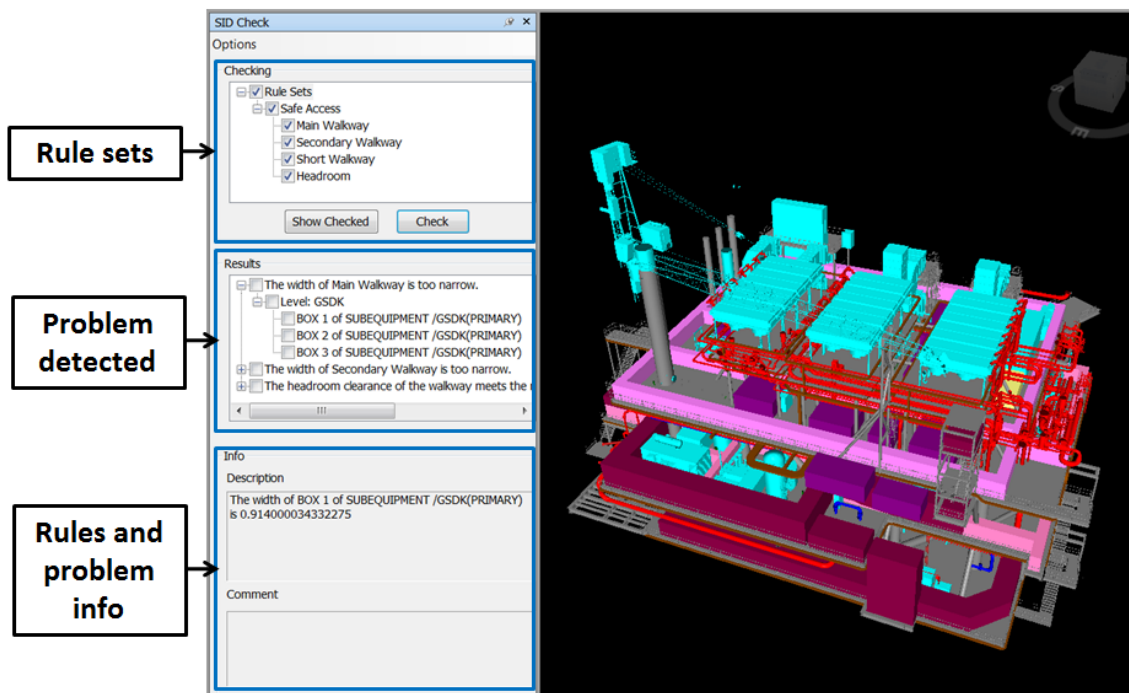 SID Check
Options
Checking
Rule Sets
Safe Access
Main Walkway
Secondary Walkway
Short Walkway
Headroom
Show Checked
Check
Rule sets
Results
The width of Main Walkway is too narrow.
Level: GSDK
BOX 1 of SUBEQUIPMENT /GSDK(PRIMARY)
BOX 2 of SUBEQUIPMENT /GSDK(PRIMARY)
BOX 3 of SUBEQUIPMENT /GSDK(PRIMARY)
The width of Secondary Walkway is too narrow.
The headroom clearance of the walkway meets the
Problem
detected
Info
Description
The width of BOX 1 of SUBEQUIPMENT /GSDK(PRIMARY)
is 0.914000034332275
Comment
Rules and
problem
info
S
E